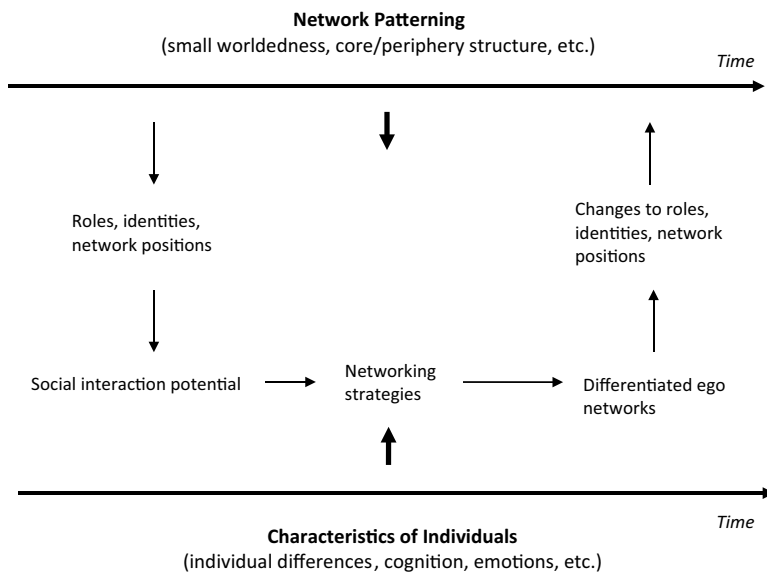 Network Patterning
(small worldedness, core/periphery structure, etc.)
Time
Roles, identities,
network positions
Changes to roles,
identities, network
positions
Social interaction potential
Networking
strategies
Differentiated ego
networks
Time
Characteristics of Individuals
(individual differences, cognition, emotions, etc.)